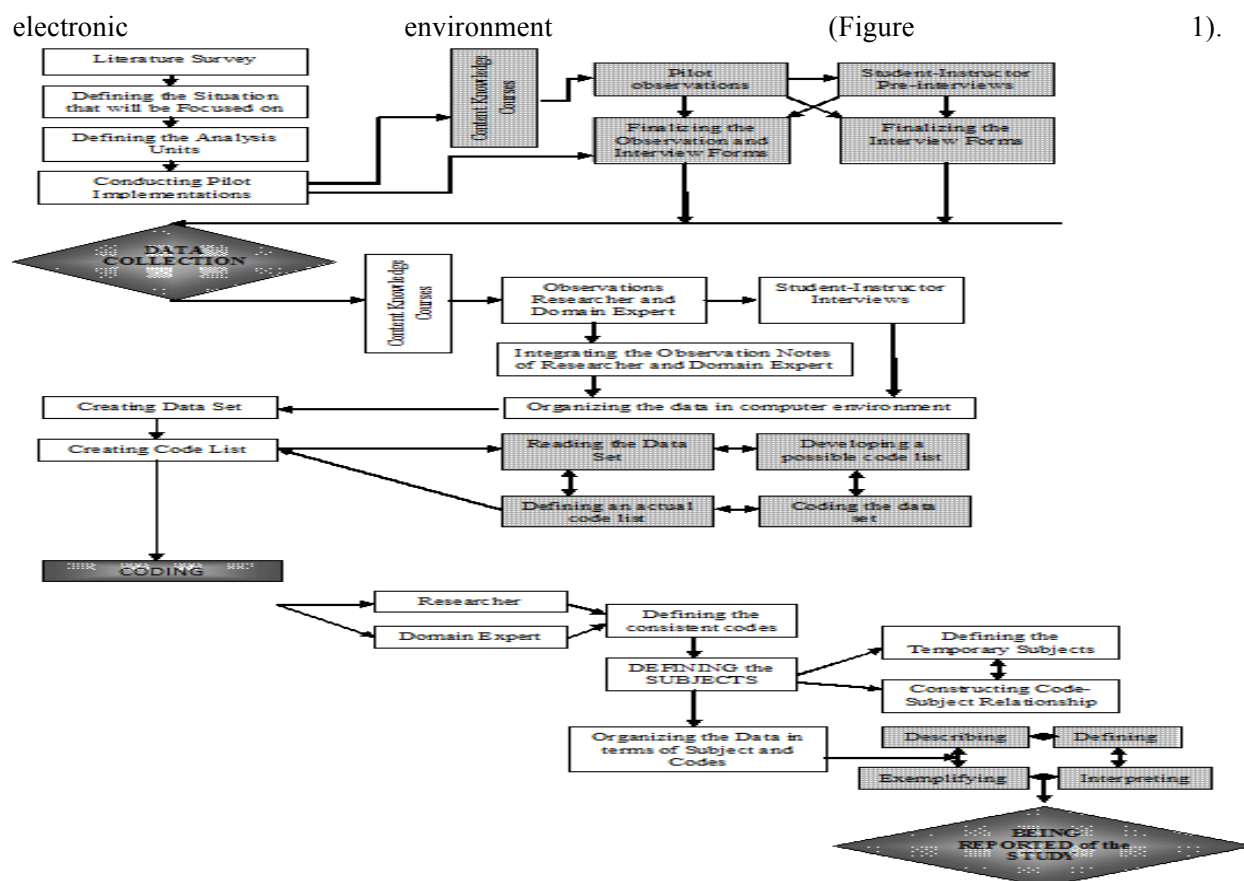 electronic environment (Figure 1).
Literature Survey
Defining the Situation
that will be Focused on
Defining the Analysis
Units
Conducting Pilot
Implementations
Content Knowledge
Courses
Pilot
observations
Student-Instructor
Pre-interviews
Finalizing the
Observation and
Interview Forms
Finalizing the
Interview Forms
DATA
COLLECTION
Content Knowledge
Courses
Observations
Researcher and
Domain Expert
Student-Instructor
Interviews
Integrating the Observation Notes
of Researcher and Domain Expert
Organizing the data in computer environment
Creating Data Set
Creating Code List
Reading the Data
Set
Developing a
possible code list
Defining an actual
code list
Coding the data
set
CODING
Researcher
Domain Expert
Defining the
consistent codes
DEFINING the
SUBJECTS
Defining the
Temporary Subjects
Constructing Code-
Subject Relationship
Organizing the Data in
terms of Subject and
Codes
Describing
Defining
Exemplifying
Interpreting
BEING
REPORTED of the
STUDY